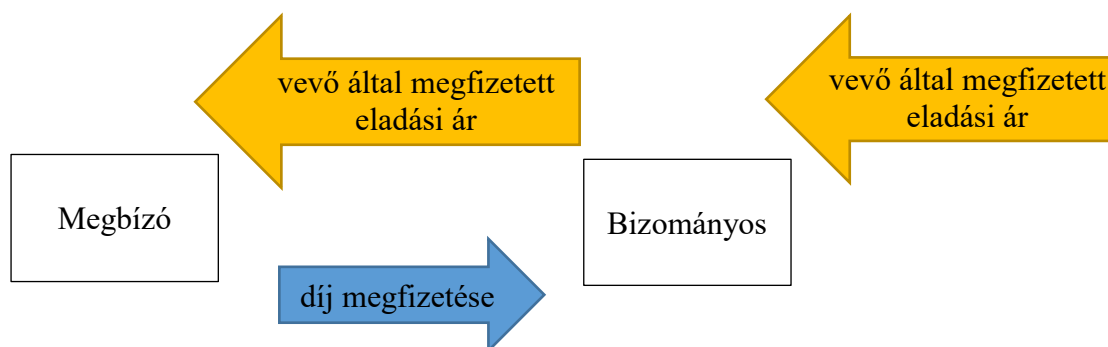 vevő által megfizetett
eladási ár
vevő által megfizetett
eladási ár
Megbízó
Bizományos
díj megfizetése